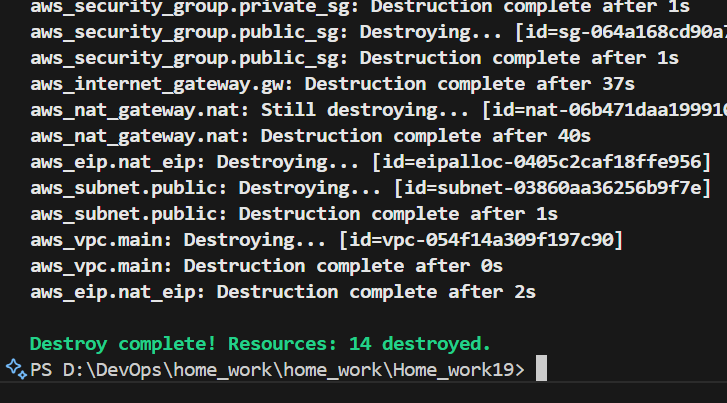 aws_security_group.private_sg: Destruction complete after 1s
aws_security_group.public_sg: Destroying... [id=sg-064a168cd90a
aws_security_group.public_sg: Destruction complete after 1s
aws_internet_gateway.gw: Destruction complete after 37s
aws_nat_gateway.nat: Still destroying... [id=nat-06b471daa199916
aws_nat_gateway.nat: Destruction complete after 40s
aws_eip.nat_eip: Destroying... [id=eipalloc-0405c2caf18ffe956]
aws_subnet.public: Destroying... [id=subnet-03860aa36256b9f7e]
aws_subnet.public: Destruction complete after 1s
aws_vpc.main: Destroying... [id=vpc-054f14a309f197c90]
aws_vpc.main: Destruction complete after 0s
aws_eip.nat_eip: Destruction complete after 2s
Destroy complete! Resources: 14 destroyed.
PS D:\DevOps\home_work\home_work\Home_work19>